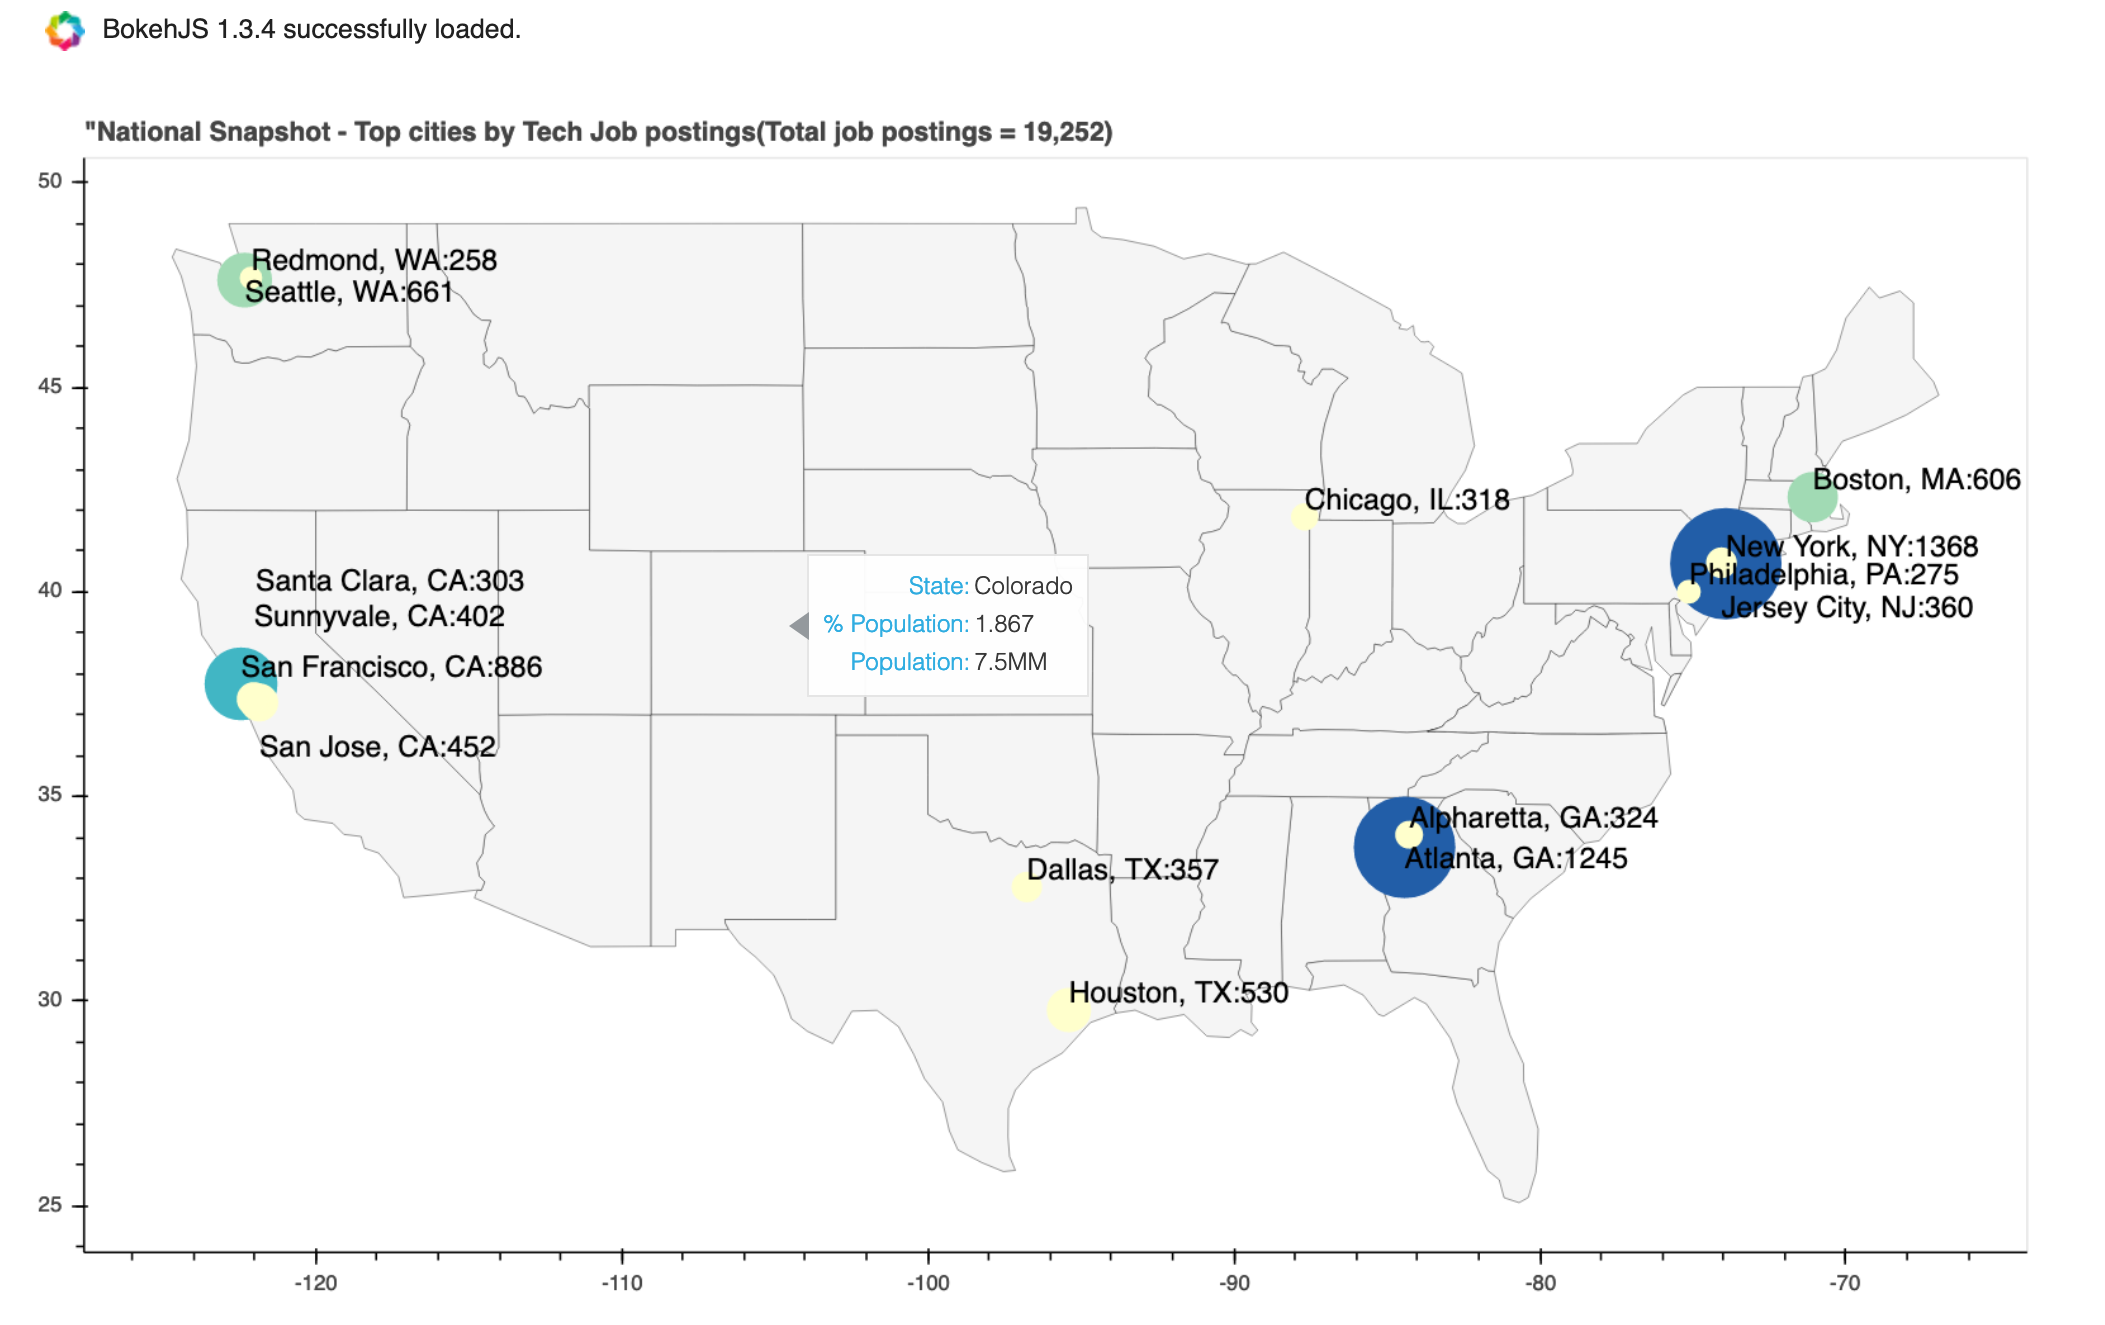 BokehJS 1.3.4 successfully loaded.
"National Snapshot - Top cities by Tech Job postings(Total job postings = 19,252)
50
45
40
35
30
25
Redmond, WA:258
Seattle, WA:661
Boston, MA:606
Chicago, IL:318
New York, NY:1368
Philadelphia, PA:275
Jersey City, NJ:360
Santa Clara, CA:303
Sunnyvale, CA:402
San Francisco, CA:886
San Jose, CA:452
State: Colorado
% Population: 1.867
Population: 7.5MM
Alpharetta, GA:324
Atlanta, GA:1245
Dallas, TX:357
Houston, TX:530
-120
-110
-100
-90
-80
-70